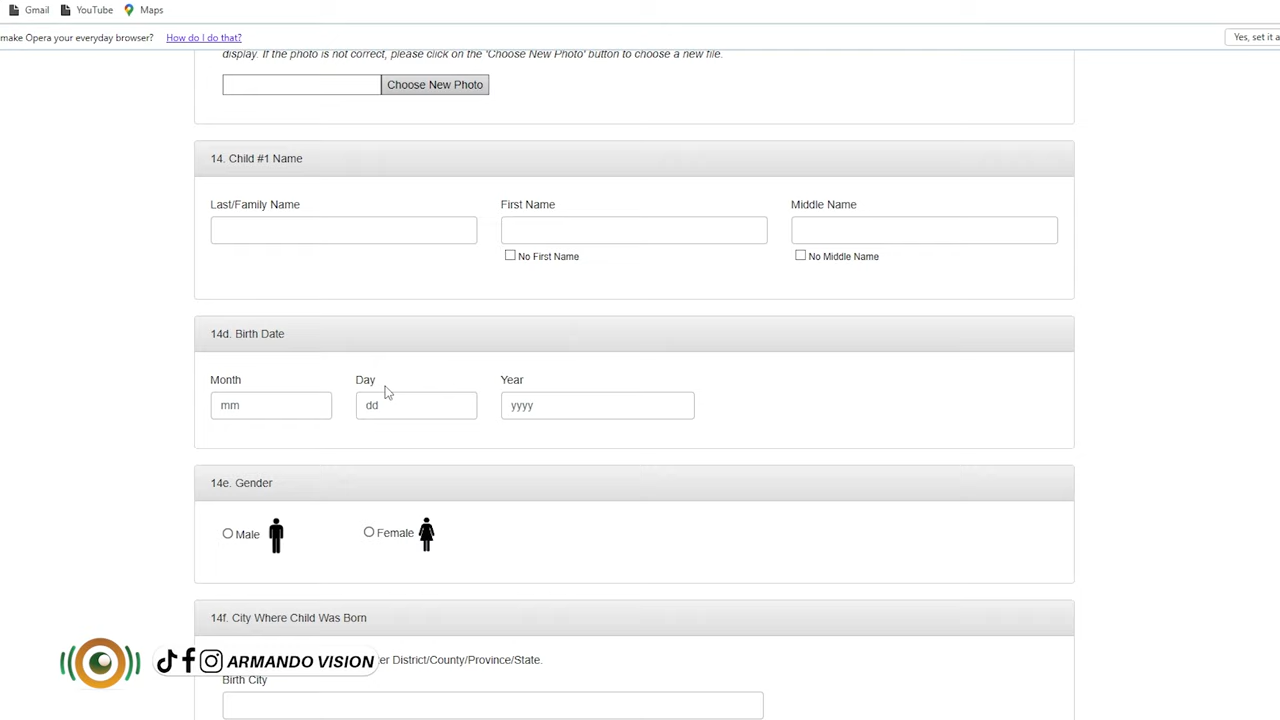 Gmail YouTube Maps
make Opera your everyday browser? How do I do that? Yes, set it a
display. If the photo is not correct, please click on the 'Choose New Photo' button to choose a new file.
Choose New Photo
14. Child #1 Name
Last/Family Name First Name Middle Name
No First Name No Middle Name
14d. Birth Date
Month Day Year
mm dd yyyy
14e. Gender
Male Female
14f. City Where Child Was Born
ARMANDO VISION er District/County/Province/State.
Birth City